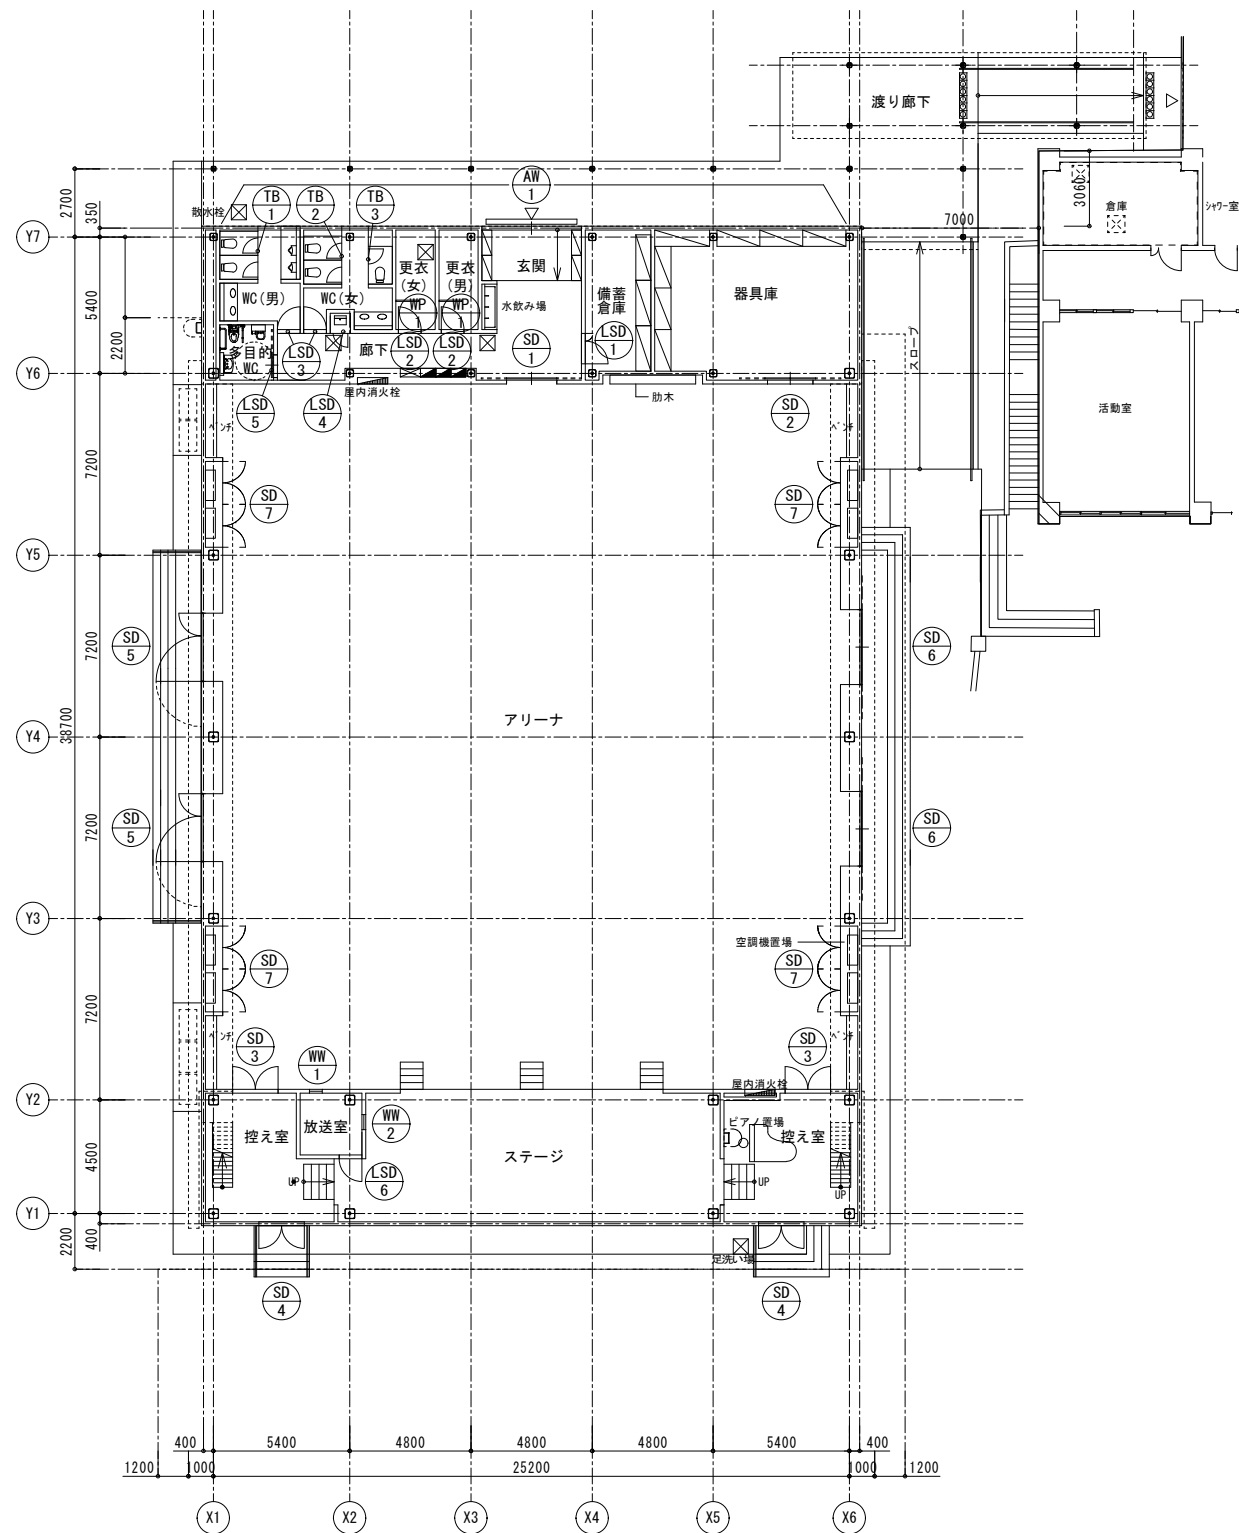 渡り廊下
倉庫
シャワー室
3060
7000
AW
1
散水栓
TB
1
TB
2
TB
3
2700
350
Y7
更衣
(女)
更衣
(男)
玄関
備蓄
倉庫
器具庫
WC(男)
WC(女)
水飲み場
WP
1
WP
1
5400
2200
多目的
WC
LSD
3
廊下
LSD
2
LSD
2
SD
1
LSD
1
スロープ
Y6
屋内消火栓
肋木
LSD
5
LSD
4
SD
2
活動室
ベンチ
ベンチ
7200
SD
7
SD
7
Y5
SD
5
7200
SD
6
アリーナ
Y4
38700
SD
5
7200
SD
6
Y3
空調機置場
SD
7
SD
7
7200
ベンチ
SD
3
WW
1
SD
3
ベンチ
屋内消火栓
Y2
控え室
放送室
WW
2
ピアノ置場
控え室
4500
ステージ
UP
LSD
6
UP
UP
Y1
2200
400
足洗い場
SD
4
SD
4
400
5400
4800
4800
4800
5400
400
1200
1000
25200
1000
1200
X1
X2
X3
X4
X5
X6